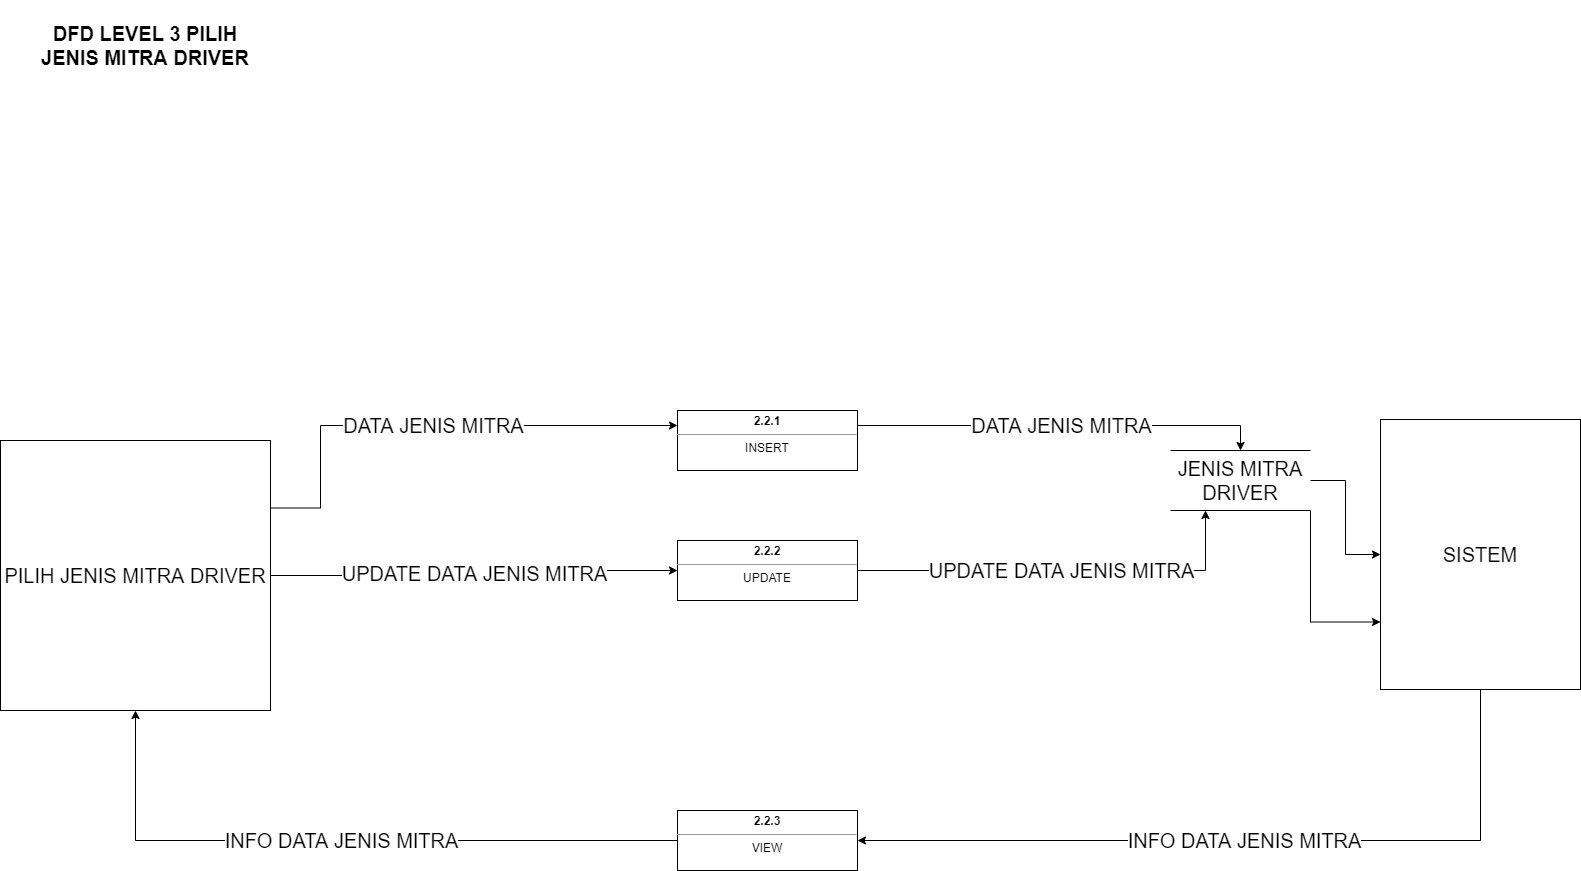 DFD LEVEL 3 PILIH
JENIS MITRA DRIVER
DATA JENIS MITRA
2.2.1
INSERT
DATA JENIS MITRA
JENIS MITRA
DRIVER
PILIH JENIS MITRA DRIVER
UPDATE DATA JENIS MITRA
2.2.2
UPDATE
UPDATE DATA JENIS MITRA
SISTEM
INFO DATA JENIS MITRA
2.2.3
VIEW
INFO DATA JENIS MITRA